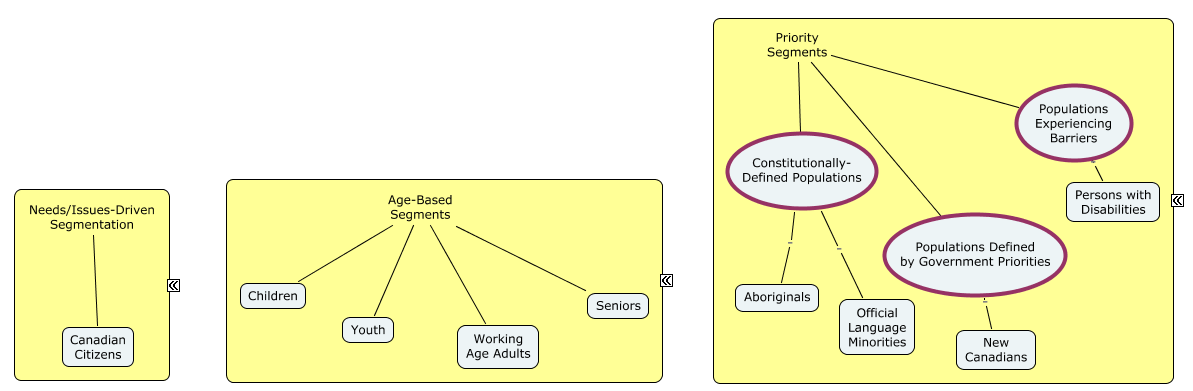 Needs/Issues-Driven
Segmentation
Canadian
Citizens
Age-Based
Segments
Children
Youth
Working
Age Adults
Seniors
Priority
Segments
Populations
Experiencing
Barriers
Constitutionally-
Defined Populations
Persons with
Disabilities
Populations Defined
by Government Priorities
Aboriginals
Official
Language
Minorities
New
Canadians